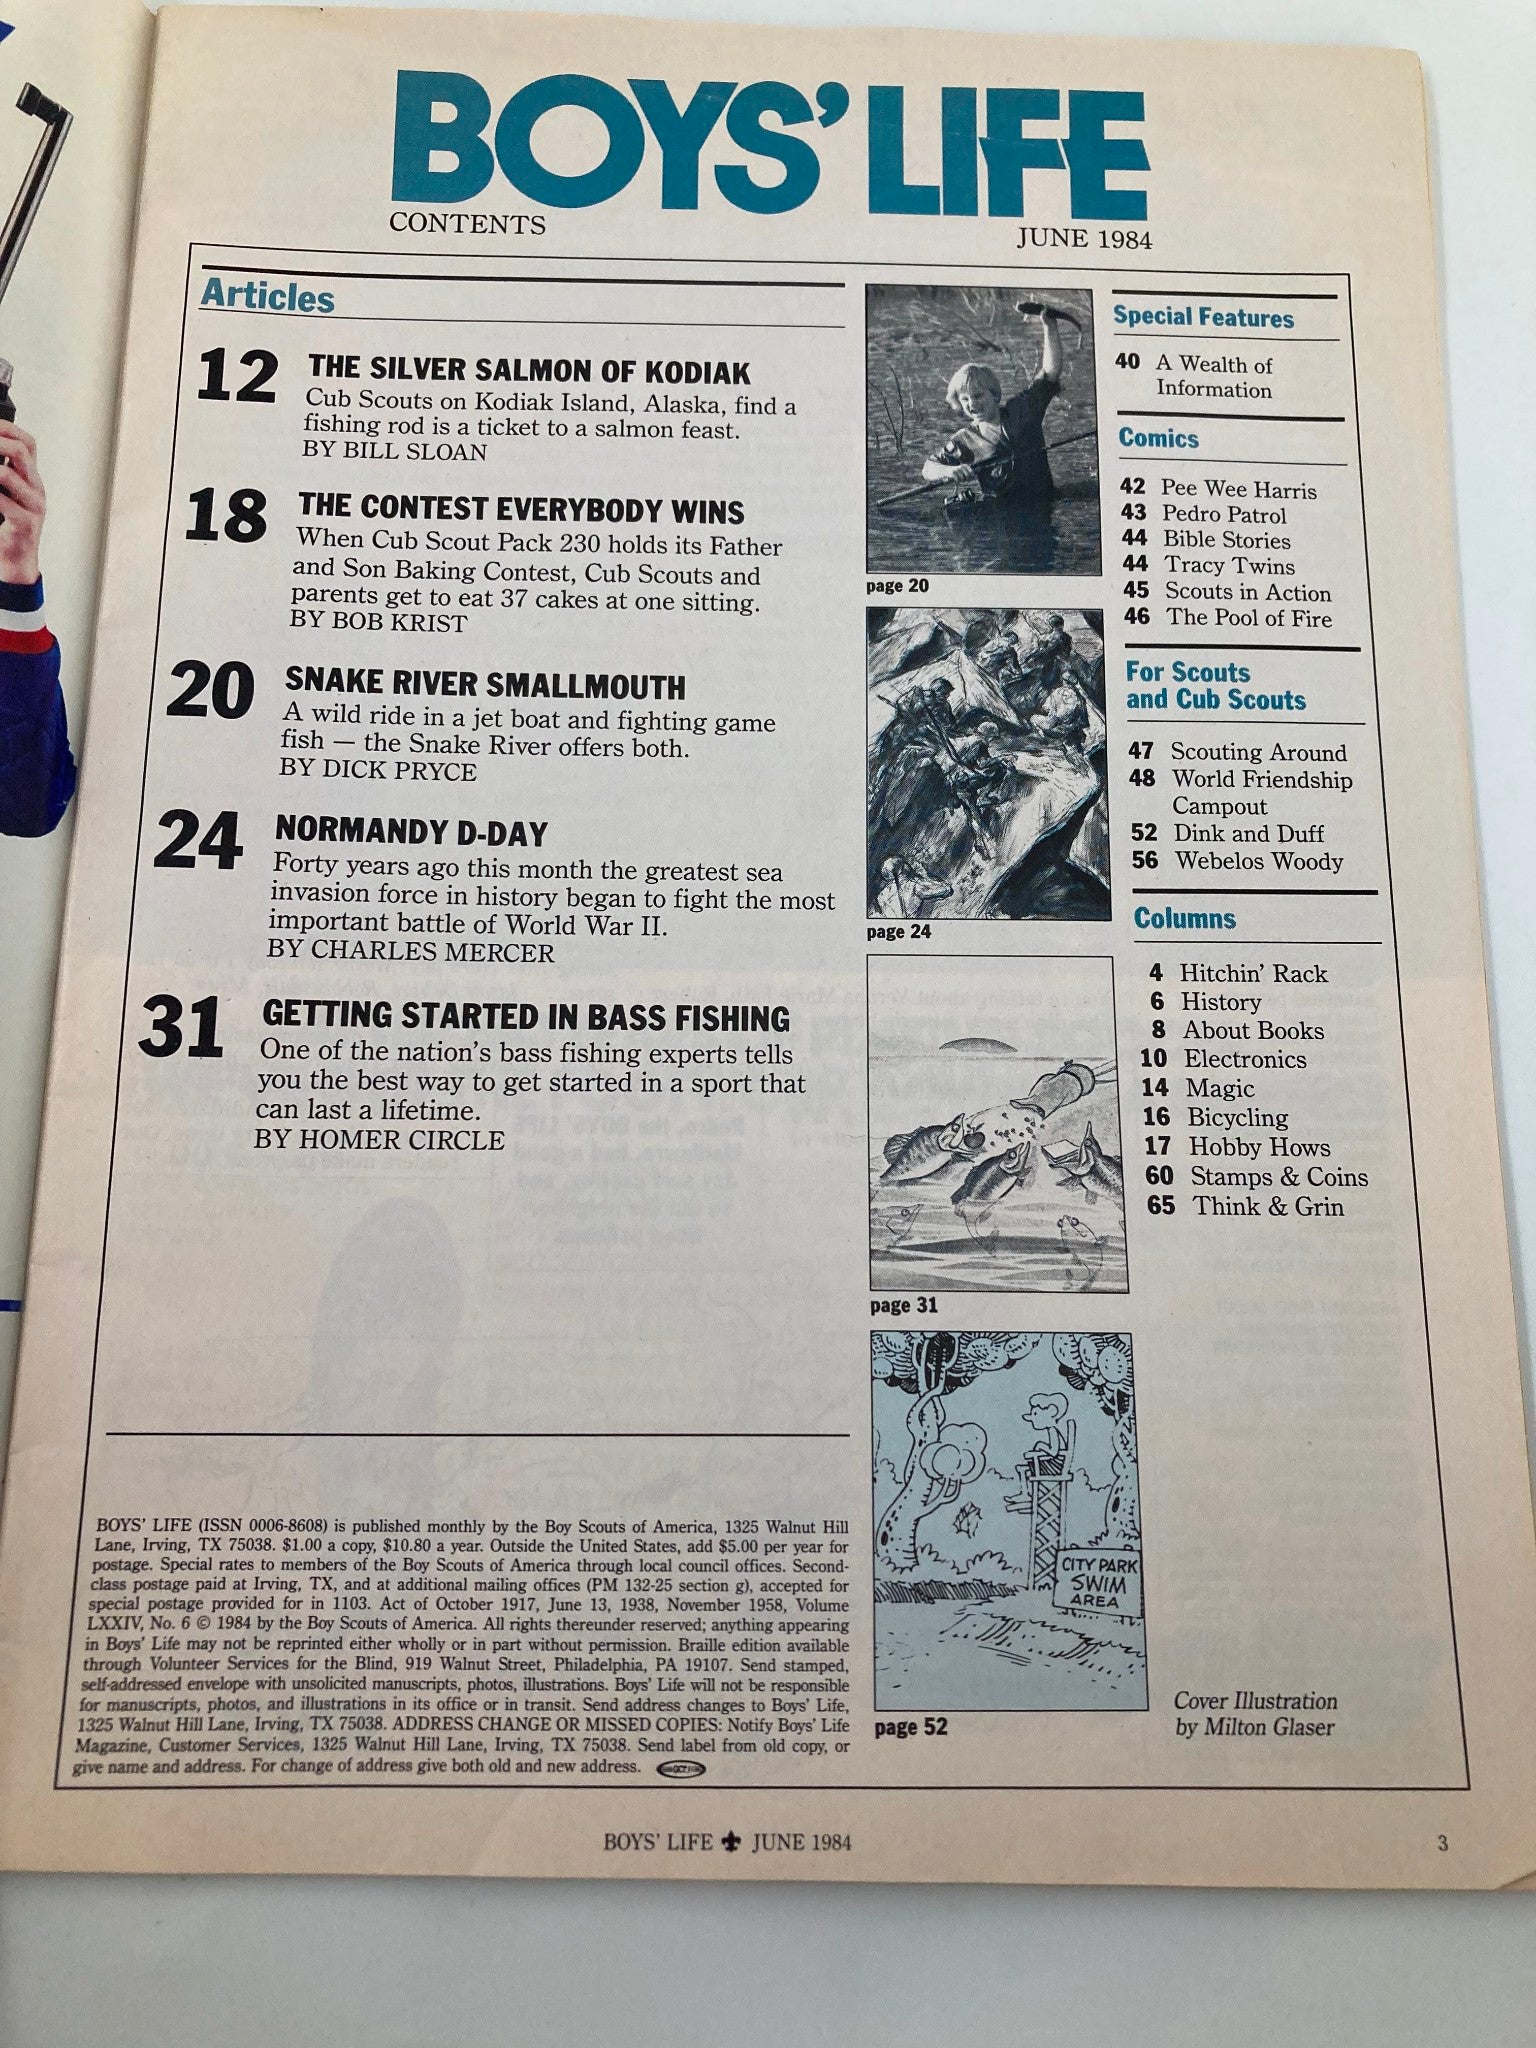 BOYS' LIFE
CONTENTS
JUNE 1984
Articles
12 THE SILVER SALMON OF KODIAK
Cub Scouts on Kodiak Island, Alaska, find a
fishing rod is a ticket to a salmon feast.
BY BILL SLOAN
18 THE CONTEST EVERYBODY WINS
When Cub Scout Pack 230 holds its Father
and Son Baking Contest, Cub Scouts and
parents get to eat 37 cakes at one sitting.
BY BOB KRIST
20 SNAKE RIVER SMALLMOUTH
A wild ride in a jet boat and fighting game
fish — the Snake River offers both.
BY DICK PRYCE
24 NORMANDY D-DAY
Forty years ago this month the greatest sea
invasion force in history began to fight the most
important battle of World War II.
BY CHARLES MERCER
31 GETTING STARTED IN BASS FISHING
One of the nation's bass fishing experts tells
you the best way to get started in a sport that
can last a lifetime.
BY HOMER CIRCLE
page 20
page 24
page 31
CITY PARK
SWIM
AREA
page 52
Special Features
40 A Wealth of
Information
Comics
42 Pee Wee Harris
43 Pedro Patrol
44 Bible Stories
44 Tracy Twins
45 Scouts in Action
46 The Pool of Fire
For Scouts
and Cub Scouts
47 Scouting Around
48 World Friendship
Campout
52 Dink and Duff
56 Webelos Woody
Columns
4 Hitchin' Rack
6 History
8 About Books
10 Electronics
14 Magic
16 Bicycling
17 Hobby Hows
60 Stamps & Coins
65 Think & Grin
Cover Illustration
by Milton Glaser
BOYS' LIFE (ISSN 0006-8608) is published monthly by the Boy Scouts of America, 1325 Walnut Hill
Lane, Irving, TX 75038. $1.00 a copy, $10.80 a year. Outside the United States, add $5.00 per year for
postage. Special rates to members of the Boy Scouts of America through local council offices. Second-
class postage paid at Irving, TX, and at additional mailing offices (PM 132-25 section g), accepted for
special postage provided for in 1103. Act of October 1917, June 13, 1938, November 1958, Volume
LXXIV, No. 6 © 1984 by the Boy Scouts of America. All rights thereunder reserved; anything appearing
in Boys' Life may not be reprinted either wholly or in part without permission. Braille edition available
through Volunteer Services for the Blind, 919 Walnut Street, Philadelphia, PA 19107. Send stamped,
self-addressed envelope with unsolicited manuscripts, photos, illustrations. Boys' Life will not be responsible
for manuscripts, photos, and illustrations in its office or in transit. Send address changes to Boys' Life,
1325 Walnut Hill Lane, Irving, TX 75038. ADDRESS CHANGE OR MISSED COPIES: Notify Boys' Life
Magazine, Customer Services, 1325 Walnut Hill Lane, Irving, TX 75038. Send label from old copy, or
give name and address. For change of address give both old and new address.
BOYS' LIFE JUNE 1984
3